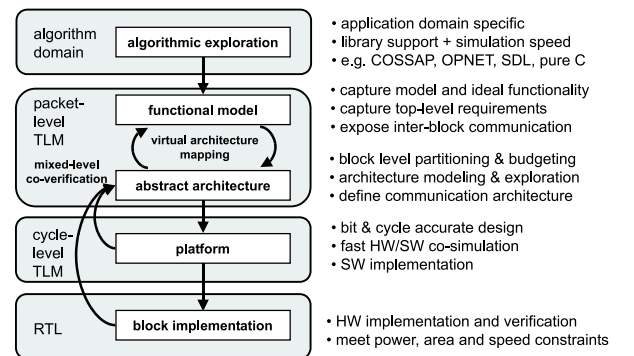 algorithm
domain
algorithmic exploration
• application domain specific
• library support + simulation speed
• e.g. COSSAP, OPNET, SDL, pure C
packet-
level
TLM
functional model
virtual architecture
mapping
mixed-level
co-verification
abstract architecture
• capture model and ideal functionality
• capture top-level requirements
• expose inter-block communication
• block level partitioning & budgeting
• architecture modeling & exploration
• define communication architecture
cycle-
level
TLM
platform
• bit & cycle accurate design
• fast HW/SW co-simulation
• SW implementation
RTL
block implementation
• HW implementation and verification
• meet power, area and speed constraints